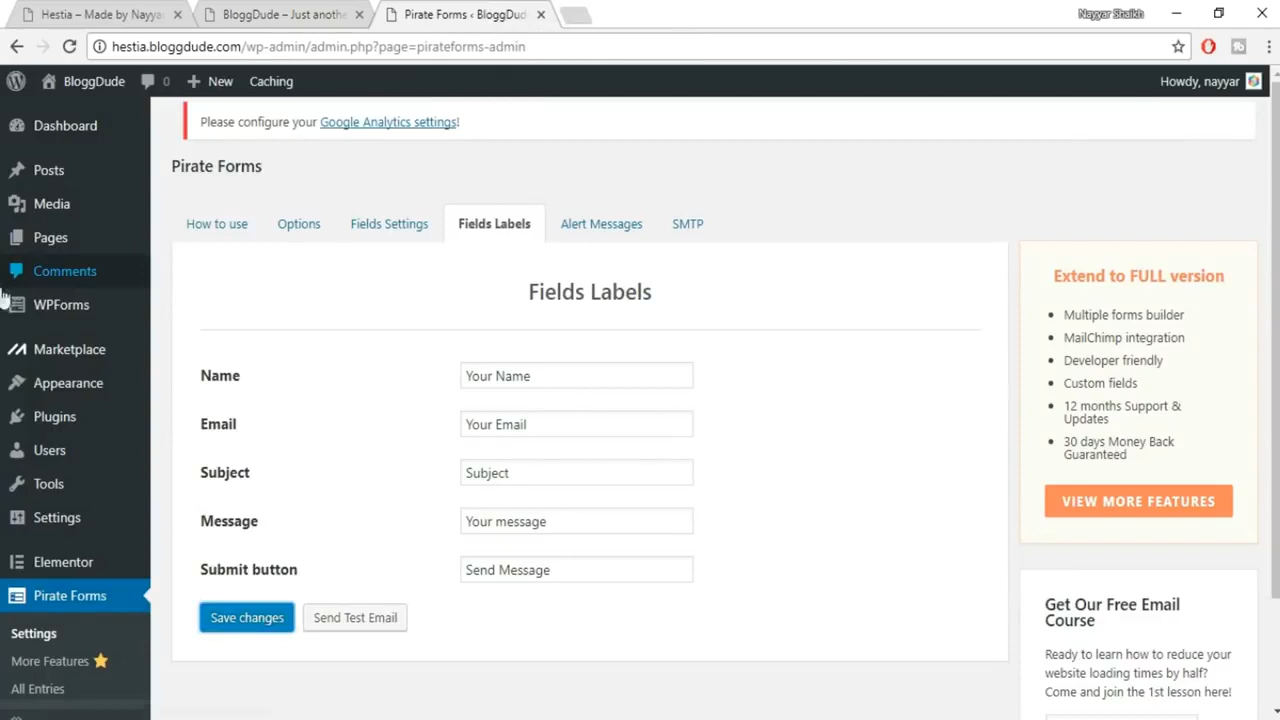 Hestia – Made by Nayya
BloggDude – Just anothe
Pirate Forms ‹ BloggDud
Nayyar Shaikh
hestia.bloggdude.com/wp-admin/admin.php?page=pirateforms-admin
BloggDude
0
New
Caching
Howdy, nayyar
Dashboard
Posts
Media
Pages
Comments
WPForms
Marketplace
Appearance
Plugins
Users
Tools
Settings
Elementor
Pirate Forms
Settings
More Features
All Entries
Please configure your Google Analytics settings!
Pirate Forms
How to use
Options
Fields Settings
Fields Labels
Alert Messages
SMTP
Fields Labels
Name
Your Name
Email
Your Email
Subject
Subject
Message
Your message
Submit button
Send Message
Save changes
Send Test Email
Extend to FULL version
Multiple forms builder
MailChimp integration
Developer friendly
Custom fields
12 months Support &
Updates
30 days Money Back
Guaranteed
VIEW MORE FEATURES
Get Our Free Email
Course
Ready to learn how to reduce your
website loading times by half?
Come and join the 1st lesson here!